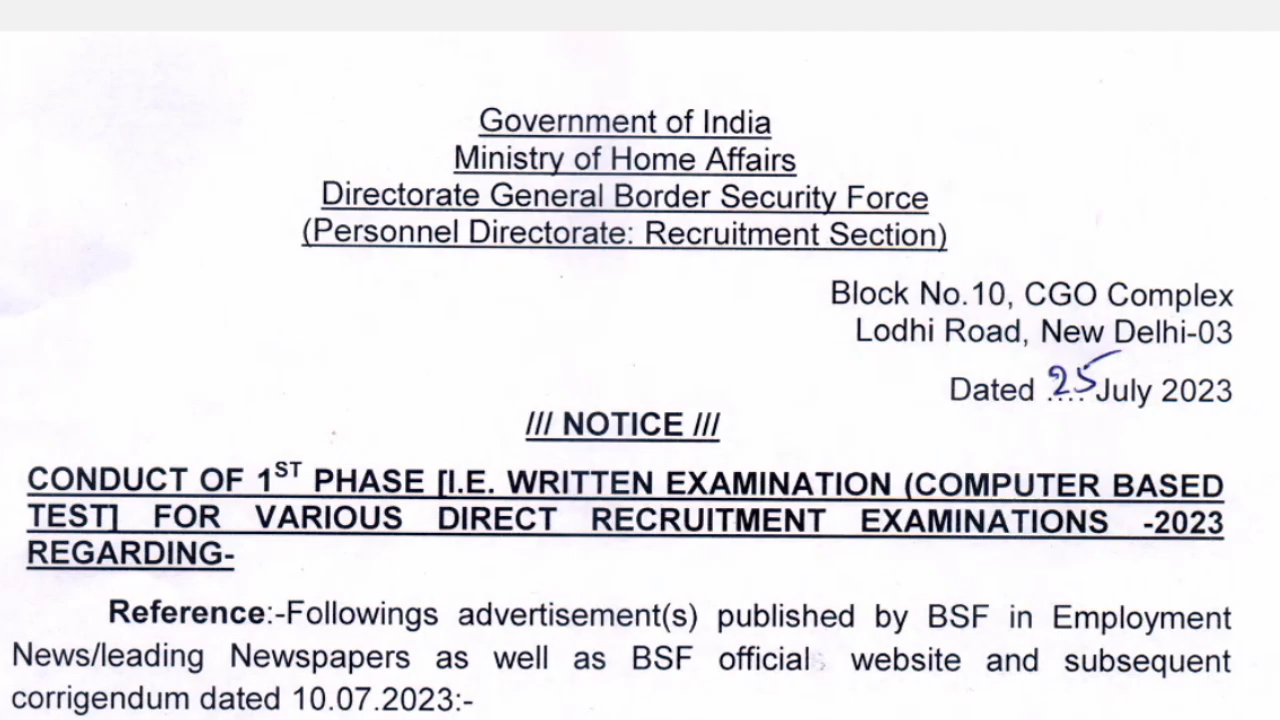 Government of India
Ministry of Home Affairs
Directorate General Border Security Force
(Personnel Directorate: Recruitment Section)
Block No.10, CGO Complex
Lodhi Road, New Delhi-03
Dated 25 July 2023
/// NOTICE ///
CONDUCT OF 1ST PHASE [I.E. WRITTEN EXAMINATION (COMPUTER BASED
TEST] FOR VARIOUS DIRECT RECRUITMENT EXAMINATIONS -2023
REGARDING-
Reference:-Followings advertisement(s) published by BSF in Employment
News/leading Newspapers as well as BSF official website and subsequent
corrigendum dated 10.07.2023:-